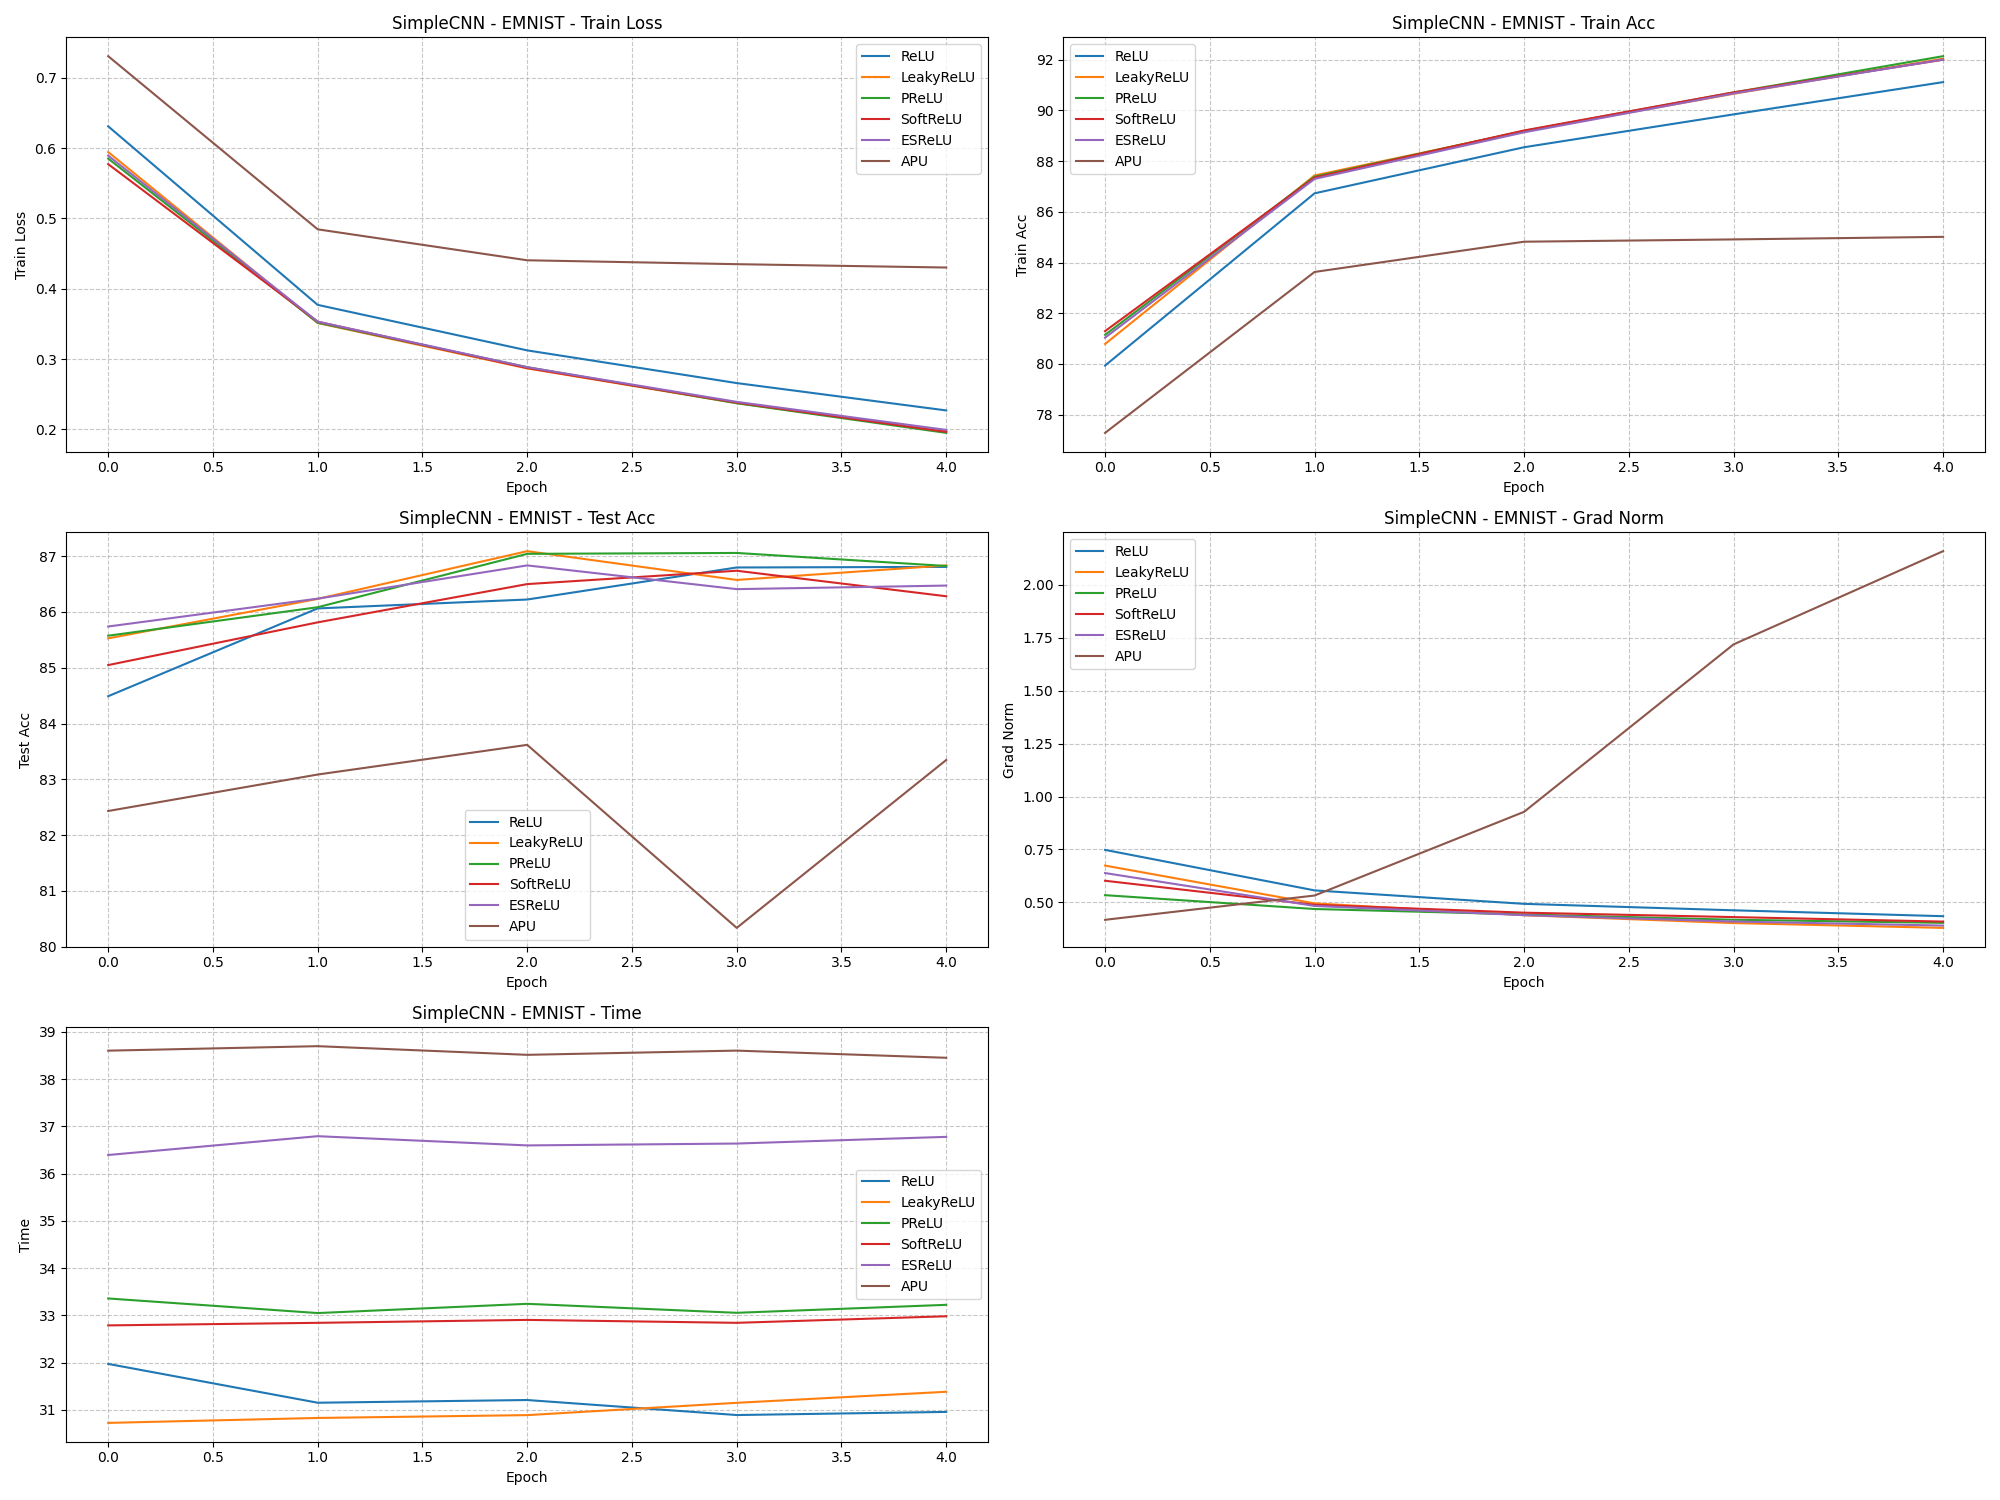 SimpleCNN - EMNIST - Train Loss
Train Loss
0.7
0.6
0.5
0.4
0.3
0.2
ReLU
LeakyReLU
PReLU
SoftReLU
ESReLU
APU
0.0 0.5 1.0 1.5 2.0 2.5 3.0 3.5 4.0
Epoch
SimpleCNN - EMNIST - Train Acc
Train Acc
92
90
88
86
84
82
80
78
ReLU
LeakyReLU
PReLU
SoftReLU
ESReLU
APU
0.0 0.5 1.0 1.5 2.0 2.5 3.0 3.5 4.0
Epoch
SimpleCNN - EMNIST - Test Acc
Test Acc
87
86
85
84
83
82
81
80
ReLU
LeakyReLU
PReLU
SoftReLU
ESReLU
APU
0.0 0.5 1.0 1.5 2.0 2.5 3.0 3.5 4.0
Epoch
SimpleCNN - EMNIST - Grad Norm
Grad Norm
2.00
1.75
1.50
1.25
1.00
0.75
0.50
ReLU
LeakyReLU
PReLU
SoftReLU
ESReLU
APU
0.0 0.5 1.0 1.5 2.0 2.5 3.0 3.5 4.0
Epoch
SimpleCNN - EMNIST - Time
Time
39
38
37
36
35
34
33
32
31
ReLU
LeakyReLU
PReLU
SoftReLU
ESReLU
APU
0.0 0.5 1.0 1.5 2.0 2.5 3.0 3.5 4.0
Epoch